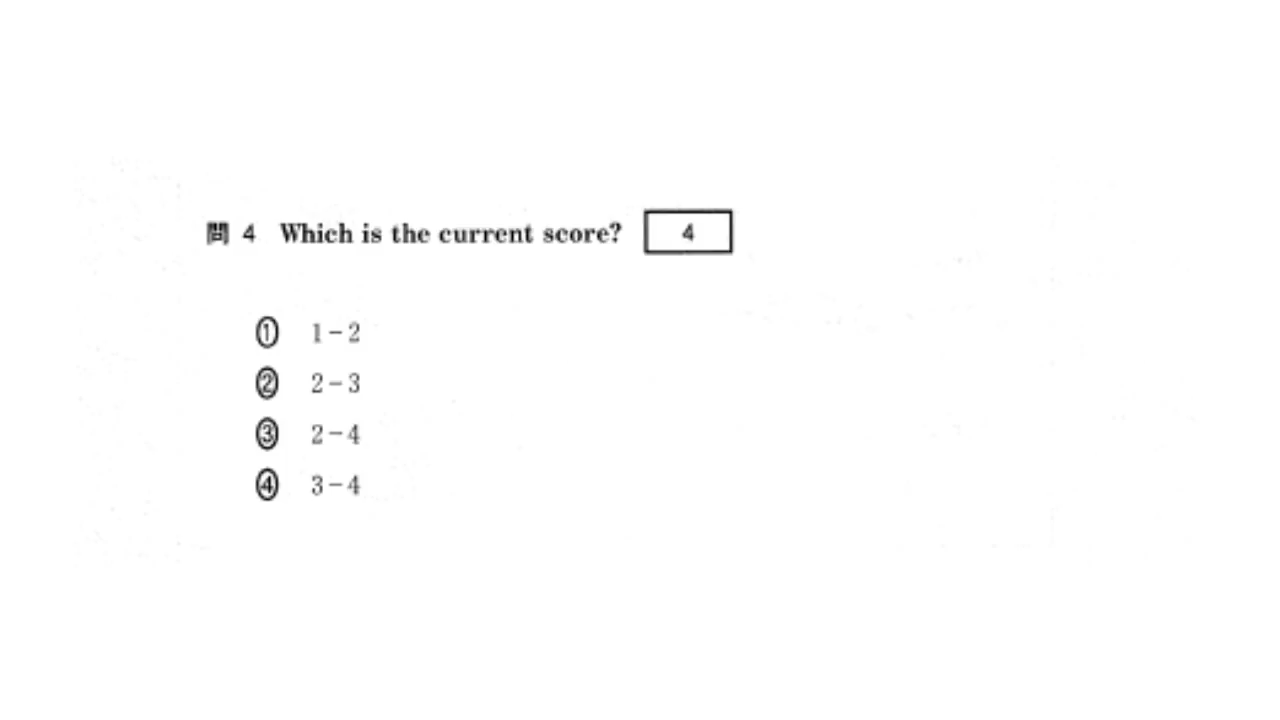 問 4 Which is the current score? 4
① 1-2
② 2-3
③ 2-4
④ 3-4